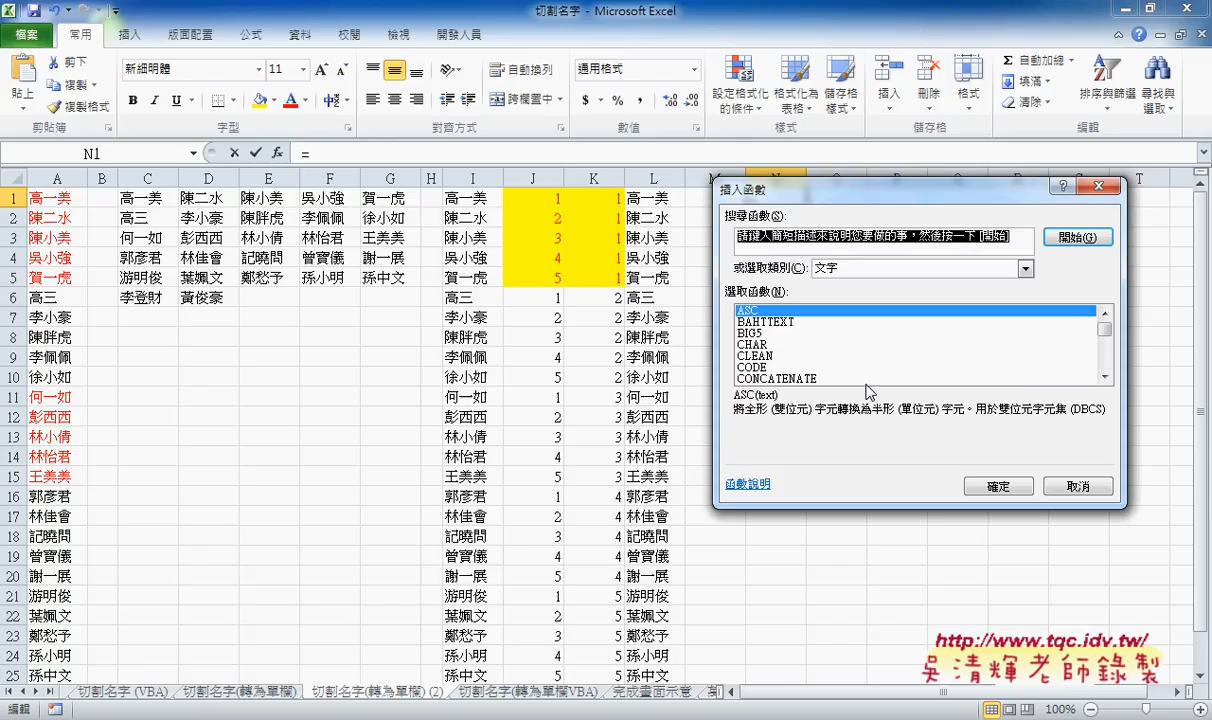 切割名字 - Microsoft Excel
檔案 常用 插入 版面配置 公式 資料 校閱 檢視 開發人員
貼上 剪下 複製 複製格式 剪貼簿
新細明體 11 B I U 字型
自動換列 跨欄置中 對齊方式
通用格式 $ % , 數值
設定格式化的條件 格式化為表格 儲存格樣式 樣式
插入 刪除 格式 儲存格
Σ 自動加總 填滿 清除 排序與篩選 尋找與選取 編輯
N1 fx =
A B C D E F G H I J K L T
1 高一美 高一美 陳二水 陳小美 吳小強 賀一虎 高一美 1 1 高一美
2 陳二水 高三 李小豪 陳胖虎 李佩佩 徐小如 陳二水 2 1 陳二水
3 陳小美 何一如 彭西西 林小倩 林怡君 王美美 陳小美 3 1 陳小美
4 吳小強 郭彥君 林佳會 記曉問 曾寶儀 謝一展 吳小強 4 1 吳小強
5 賀一虎 游明俊 葉姵文 鄭愁予 孫小明 孫中文 賀一虎 5 1 賀一虎
6 高三 李登財 黃俊豪 高三 1 2 高三
7 李小豪 李小豪 2 2 李小豪
8 陳胖虎 陳胖虎 3 2 陳胖虎
9 李佩佩 李佩佩 4 2 李佩佩
10 徐小如 徐小如 5 2 徐小如
11 何一如 何一如 1 3 何一如
12 彭西西 彭西西 2 3 彭西西
13 林小倩 林小倩 3 3 林小倩
14 林怡君 林怡君 4 3 林怡君
15 王美美 王美美 5 3 王美美
16 郭彥君 郭彥君 1 4 郭彥君
17 林佳會 林佳會 2 4 林佳會
18 記曉問 記曉問 3 4 記曉問
19 曾寶儀 曾寶儀 4 4 曾寶儀
20 謝一展 謝一展 5 4 謝一展
21 游明俊 游明俊 1 5 游明俊
22 葉姵文 葉姵文 2 5 葉姵文
23 鄭愁予 鄭愁予 3 5 鄭愁予
24 孫小明 孫小明 4 5 孫小明
25 孫中文 孫中文 5 5 孫中文
插入函數
搜尋函數(S):
請鍵入簡短描述來說明您要做的事，然後按一下 [開始]
開始(G)
或選取類別(C): 文字
選取函數(N):
ASC
BAHTTEXT
BIG5
CHAR
CLEAN
CODE
CONCATENATE
ASC(text)
將全形 (雙位元) 字元轉換為半形 (單位元) 字元。用於雙位元字元集 (DBCS)
函數說明 確定 取消
http://www.tqc.idv.tw/
吳清輝老師錄製
切割名字 (VBA) 切割名字(轉為單欄) 切割名字(轉為單欄) (2) 切割名字(轉為單欄VBA) 完成畫面示意
編輯 100%